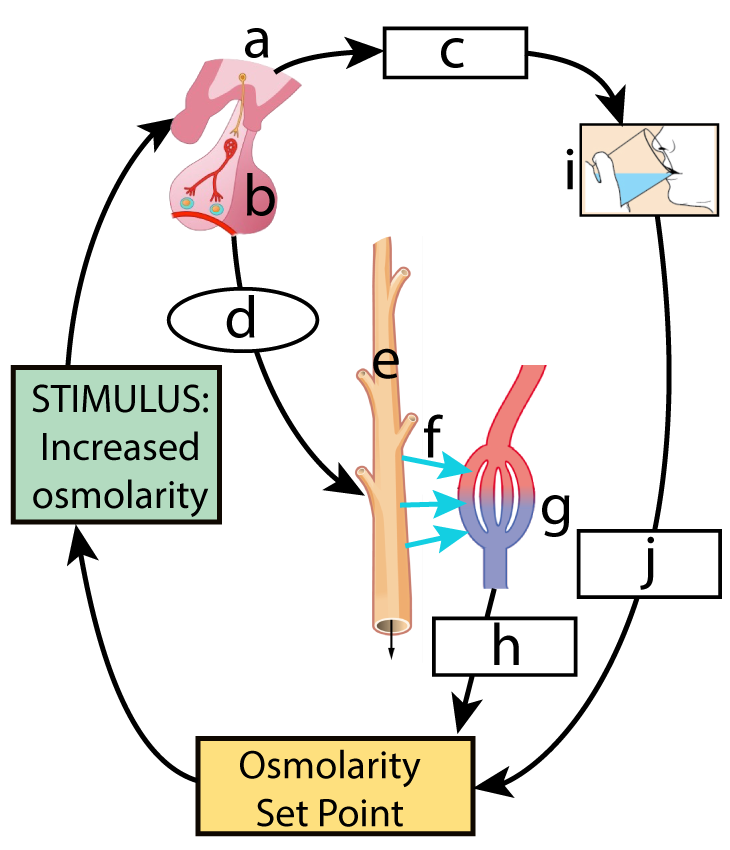 a
c
i
b
d
e
f
STIMULUS:
Increased
osmolarity
g
j
h
Osmolarity
Set Point